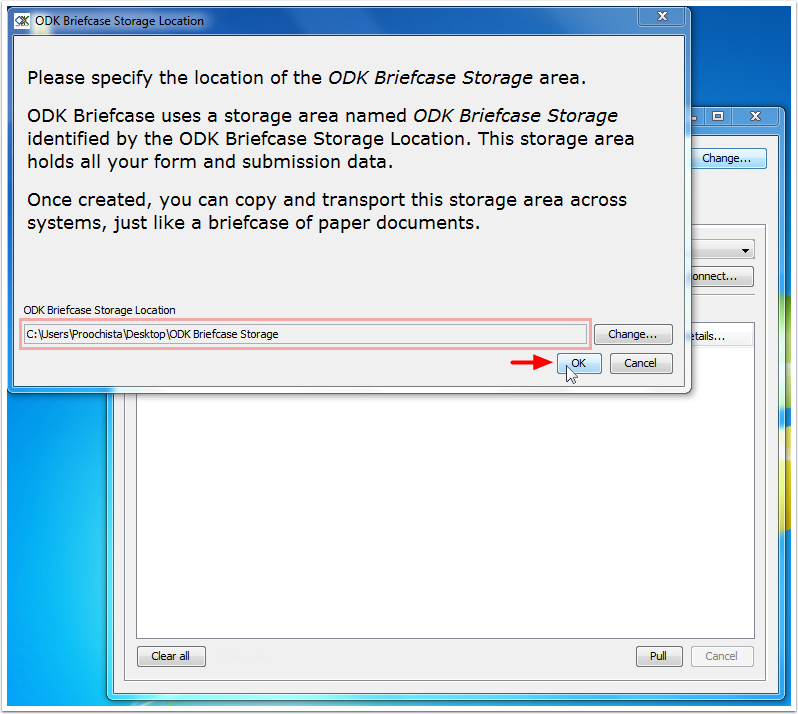 ODK Briefcase Storage Location
Please specify the location of the ODK Briefcase Storage area.
ODK Briefcase uses a storage area named ODK Briefcase Storage
identified by the ODK Briefcase Storage Location. This storage area
holds all your form and submission data.
Once created, you can copy and transport this storage area across
systems, just like a briefcase of paper documents.
ODK Briefcase Storage Location
C:\Users\Proochista\Desktop\ODK Briefcase Storage
Change...
OK
Cancel
Change...
onnect...
etails...
Clear all
Pull
Cancel